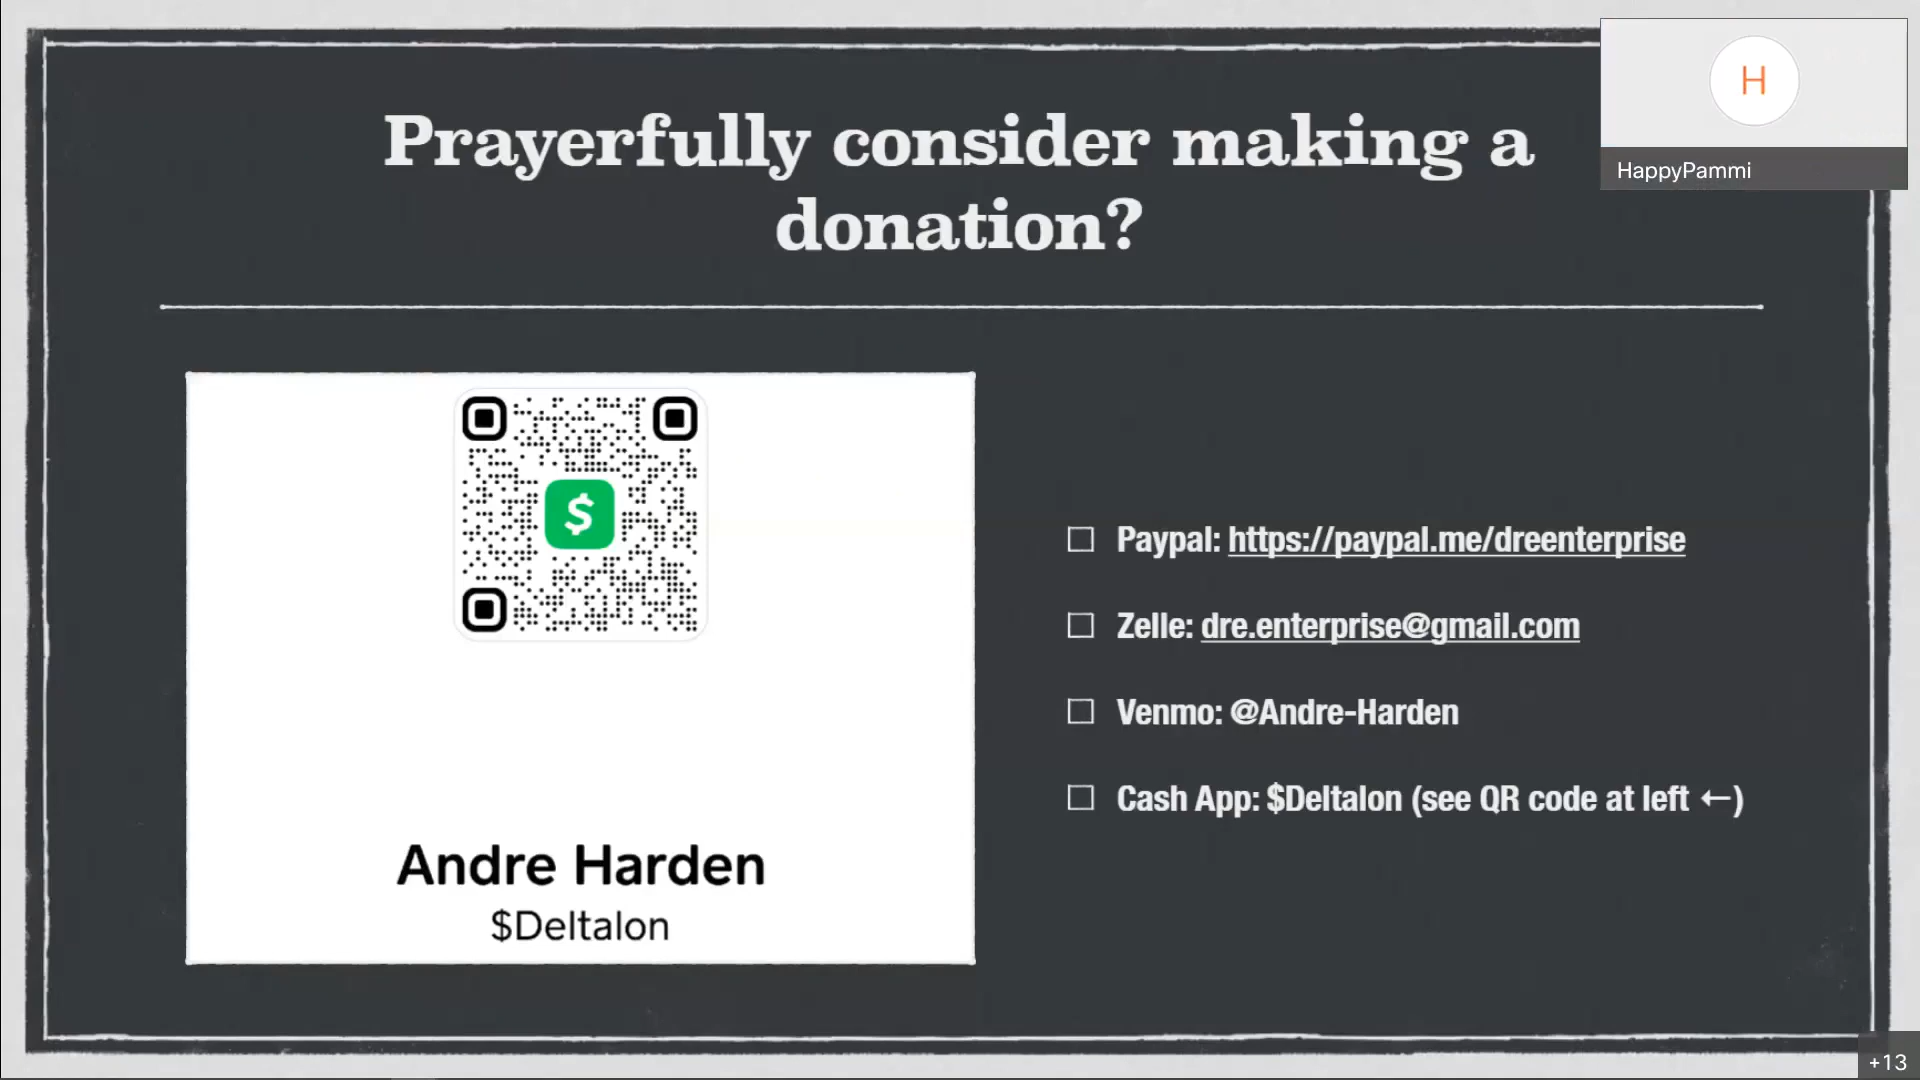 Prayerfully consider making a
donation?
H
HappyPammi
$
Andre Harden
$Deltalon
Paypal: https://paypal.me/dreenterprise
Zelle: dre.enterprise@gmail.com
Venmo: @Andre-Harden
Cash App: $Deltalon (see QR code at left ←)
+13